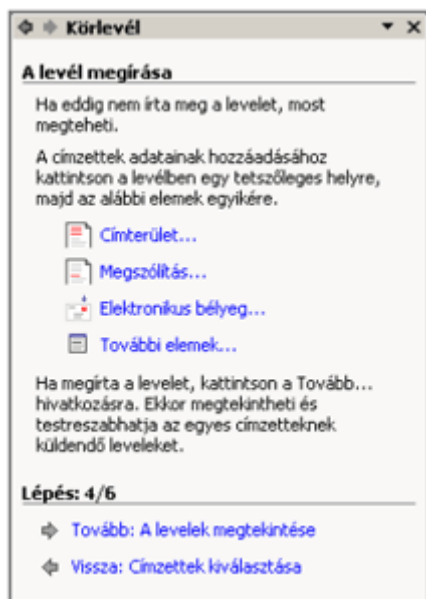 Körlevél
A levél megírása
Ha eddig nem írta meg a levelet, most
megteheti.
A címzettek adatainak hozzáadásához
kattintson a levélben egy tetszőleges helyre,
majd az alábbi elemek egyikére.
Címterület...
Megszólítás...
Elektronikus bélyeg...
További elemek...
Ha megírta a levelet, kattintson a Tovább...
hivatkozásra. Ekkor megtekintheti és
testreszabhatja az egyes címzetteknek
küldendő leveleket.
Lépés: 4/6
Tovább: A levelek megtekintése
Vissza: Címzettek kiválasztása